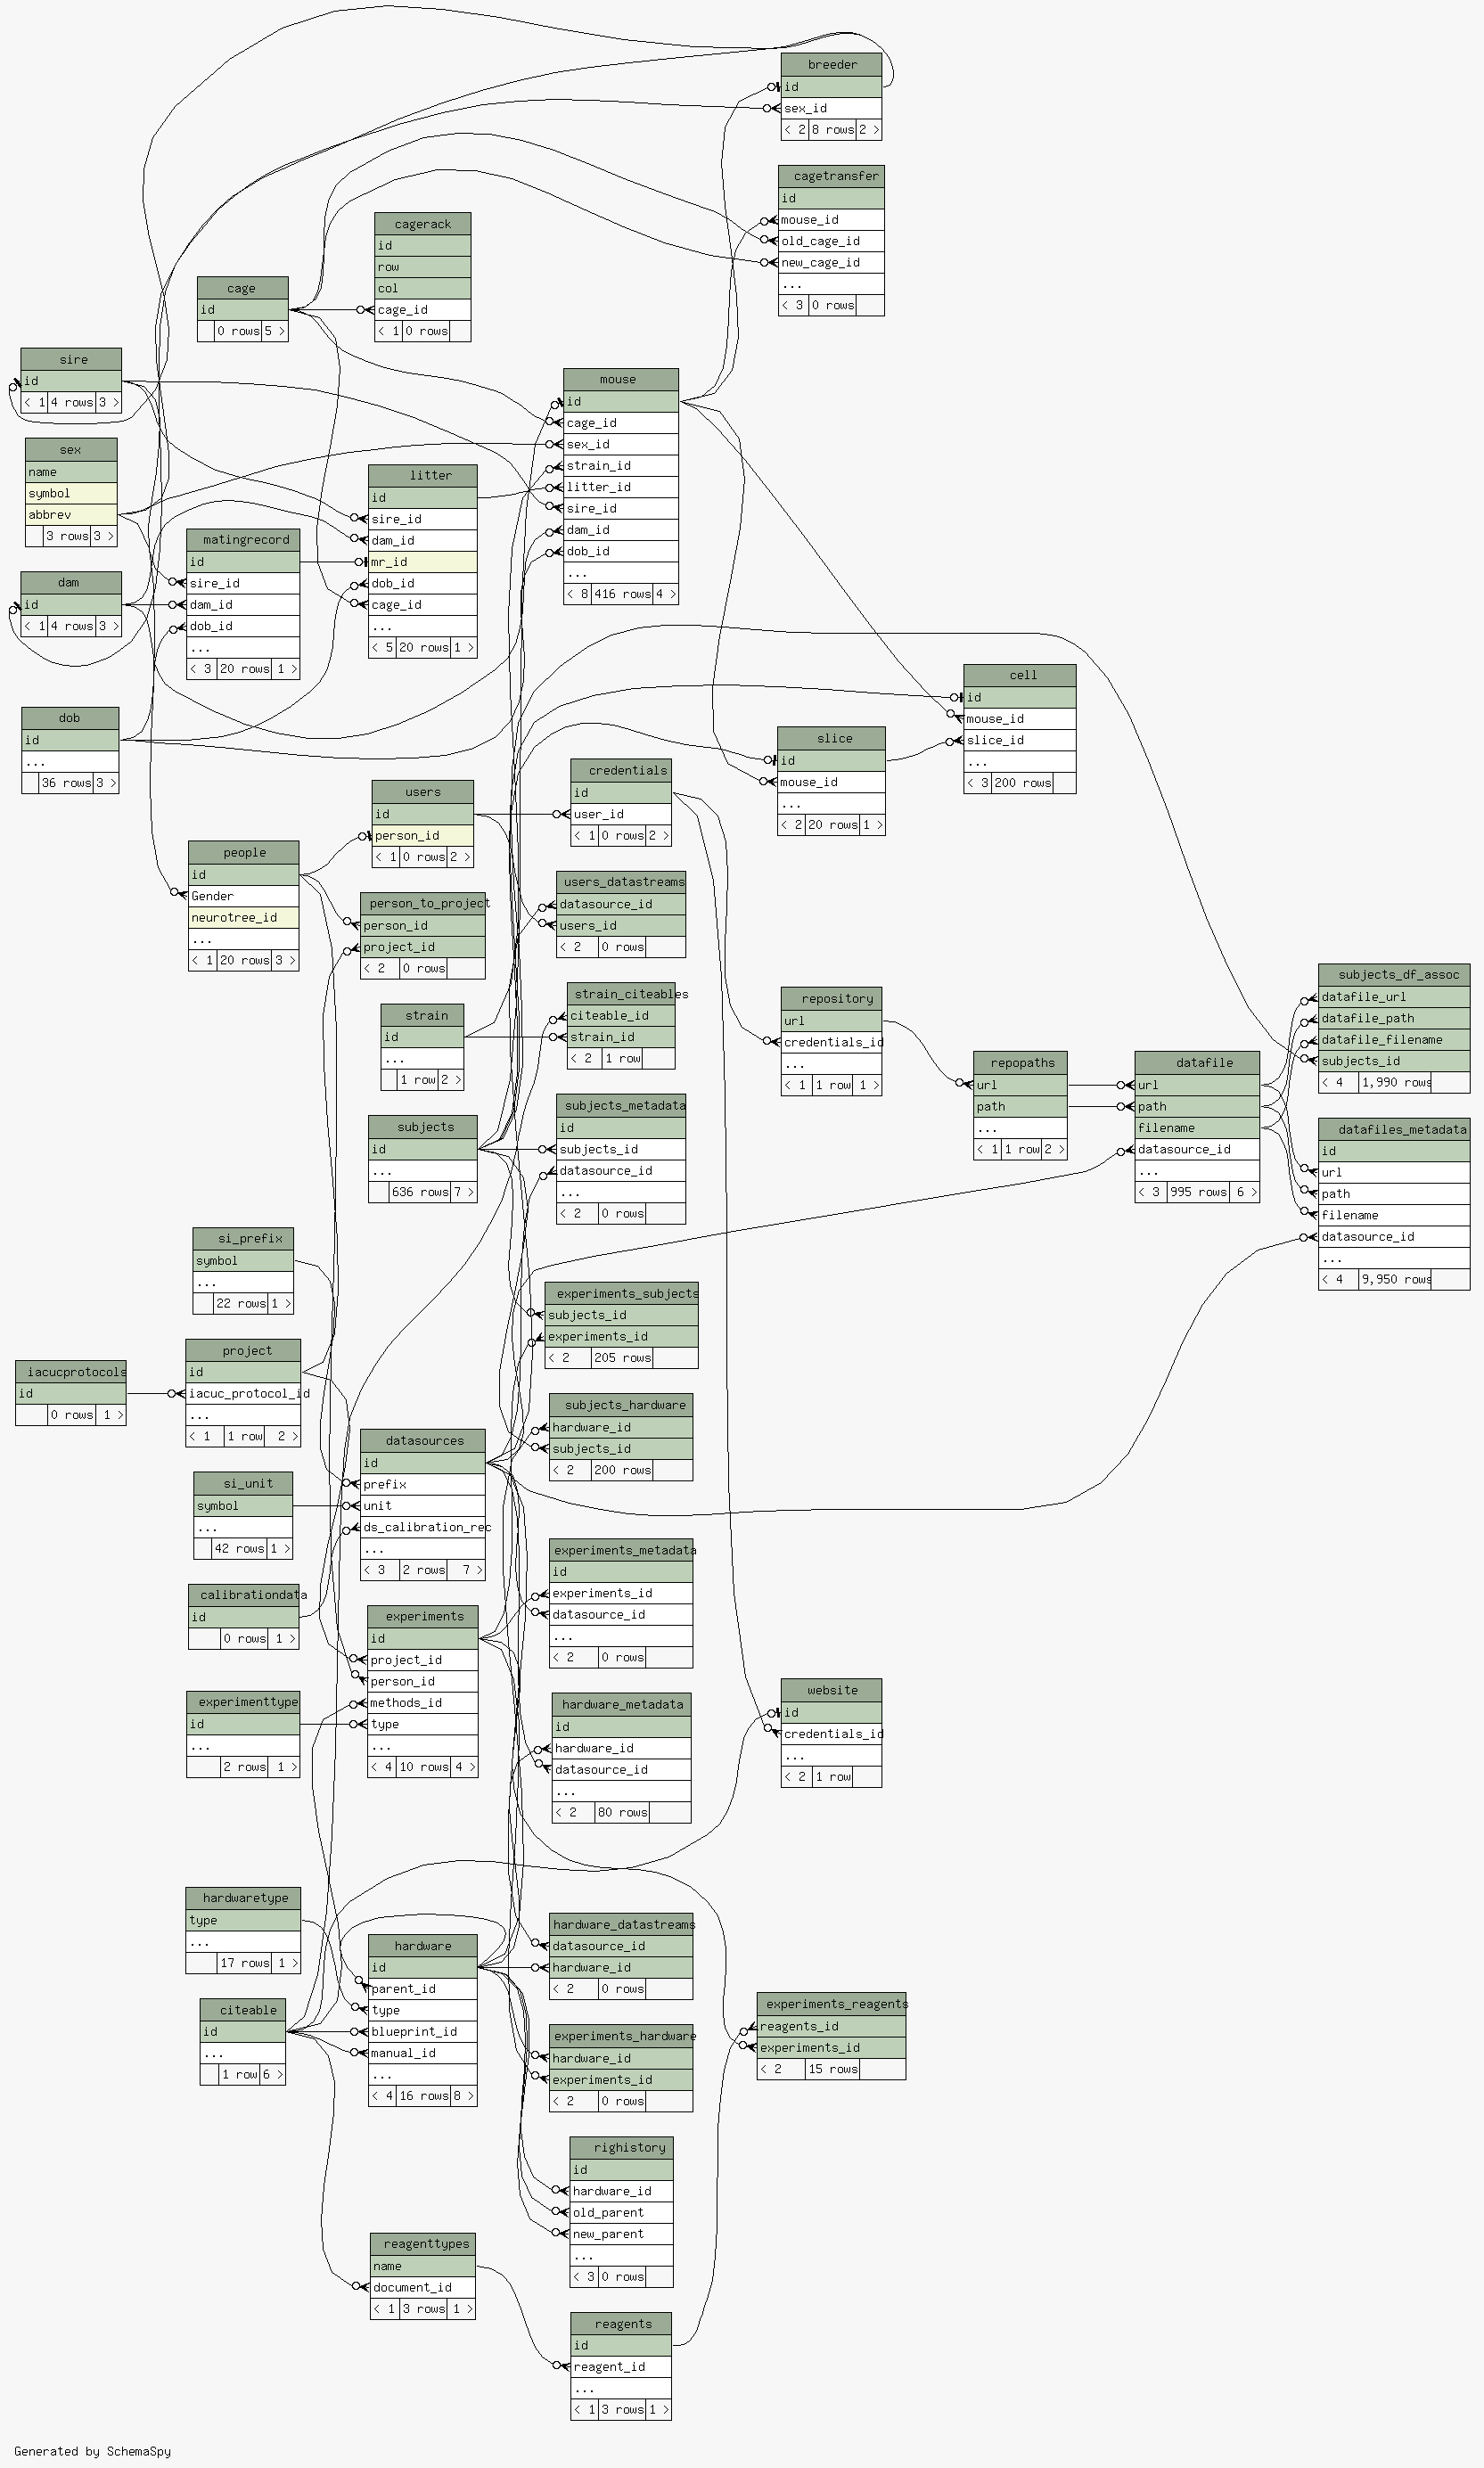 breeder
id
sex_id
< 2 8 rows 2 >
cagetransfer
id
mouse_id
old_cage_id
new_cage_id
...
< 3 0 rows
cagerack
id
row
col
cage_id
< 1 0 rows
cage
id
0 rows 5 >
sire
id
< 1 4 rows 3 >
mouse
id
cage_id
sex_id
strain_id
litter_id
sire_id
dam_id
dob_id
...
< 8 416 rows 4 >
sex
name
symbol
abbrev
3 rows 3 >
litter
id
sire_id
dam_id
mr_id
dob_id
cage_id
...
< 5 20 rows 1 >
matingrecord
id
sire_id
dam_id
dob_id
...
< 3 20 rows 1 >
dam
id
< 1 4 rows 3 >
cell
id
mouse_id
slice_id
...
< 3 200 rows
dob
id
...
36 rows 3 >
slice
id
mouse_id
...
< 2 20 rows 1 >
credentials
id
user_id
< 1 0 rows 2 >
users
id
person_id
< 1 0 rows 2 >
people
id
Gender
neurotree_id
...
< 1 20 rows 3 >
users_datastreams
datasource_id
users_id
< 2 0 rows
person_to_project
person_id
project_id
< 2 0 rows
subjects_df_assoc
datafile_url
datafile_path
datafile_filename
subjects_id
< 4 1,990 rows
strain_citeables
citeable_id
strain_id
< 2 1 row
repository
url
credentials_id
...
< 1 1 row 1 >
strain
id
...
1 row 2 >
repopaths
url
path
...
< 1 1 row 2 >
datafile
url
path
filename
datasource_id
...
< 3 995 rows 6 >
subjects_metadata
id
subjects_id
datasource_id
...
< 2 0 rows
subjects
id
...
636 rows 7 >
datafiles_metadata
id
url
path
filename
datasource_id
...
< 4 9,950 rows
si_prefix
symbol
...
22 rows 1 >
experiments_subjects
subjects_id
experiments_id
< 2 205 rows
project
id
iacuc_protocol_id
...
< 1 1 row 2 >
iacucprotocols
id
0 rows 1 >
subjects_hardware
hardware_id
subjects_id
< 2 200 rows
datasources
id
prefix
unit
ds_calibration_rec
...
< 3 2 rows 7 >
si_unit
symbol
...
42 rows 1 >
experiments_metadata
id
experiments_id
datasource_id
...
< 2 0 rows
calibrationdata
id
0 rows 1 >
experiments
id
project_id
person_id
methods_id
type
...
< 4 10 rows 4 >
website
id
credentials_id
...
< 2 1 row
experimenttype
id
...
2 rows 1 >
hardware_metadata
id
hardware_id
datasource_id
...
< 2 80 rows
hardwaretype
type
...
17 rows 1 >
hardware_datastreams
datasource_id
hardware_id
< 2 0 rows
hardware
id
parent_id
type
blueprint_id
manual_id
...
< 4 16 rows 8 >
citeable
id
...
1 row 6 >
experiments_reagents
reagents_id
experiments_id
< 2 15 rows
experiments_hardware
hardware_id
experiments_id
< 2 0 rows
righistory
id
hardware_id
old_parent
new_parent
...
< 3 0 rows
reagenttypes
name
document_id
< 1 3 rows 1 >
reagents
id
reagent_id
...
< 1 3 rows 1 >
Generated by SchemaSpy